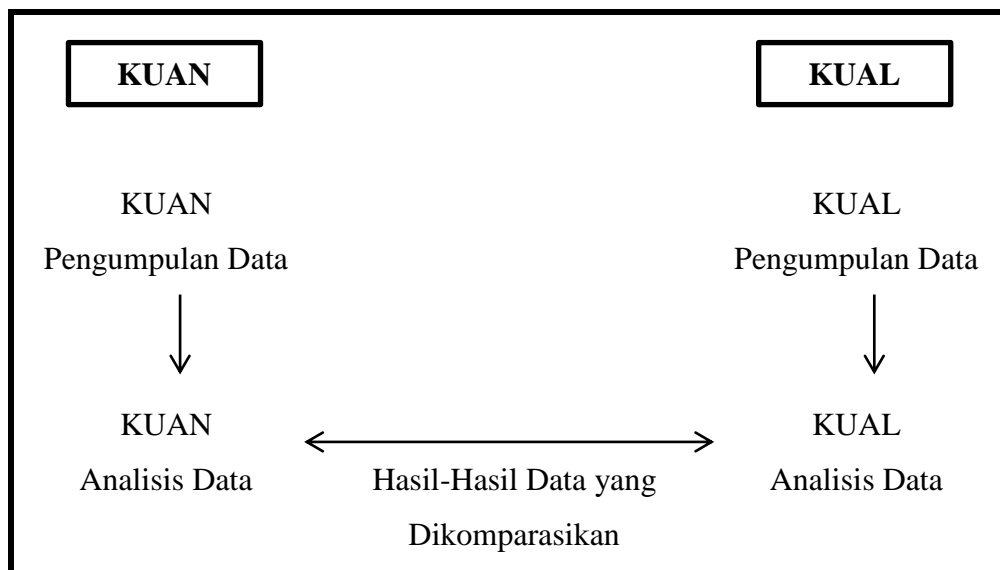 KUAN
KUAL
KUAN
Pengumpulan Data
KUAL
Pengumpulan Data
KUAN
Analisis Data
Hasil-Hasil Data yang
Dikomparasikan
KUAL
Analisis Data